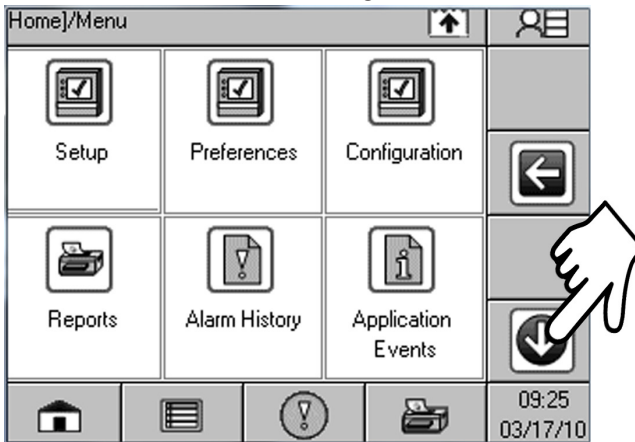 Home]/Menu
Setup
Preferences
Configuration
Reports
Alarm History
Application
Events
09:25
03/17/10